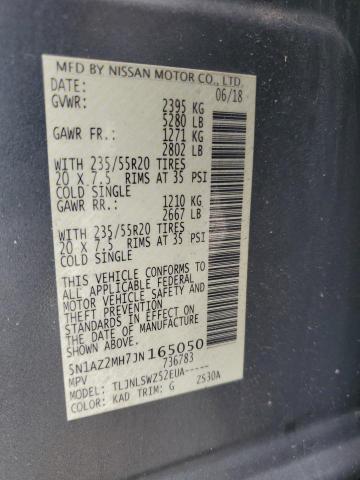 MFD BY NISSAN MOTOR CO., LTD.
DATE: 06/18
GVWR: 2395 KG
5280 LB
GAWR FR.: 1271 KG
2802 LB
WITH 235/55R20 TIRES
20 X 7.5 RIMS AT 35 PSI
COLD SINGLE
GAWR RR.: 1210 KG
2667 LB
WITH 235/55R20 TIRES
20 X 7.5 RIMS AT 35 PSI
COLD SINGLE
THIS VEHICLE CONFORMS TO
ALL APPLICABLE FEDERAL
MOTOR VEHICLE SAFETY
STANDARDS IN EFFECT ON
THE DATE OF MANUFACTURE
SHOWN ABOVE.
5N1AZ2MH7JN165050
MPV 736783
MODEL: TLJNLSWZ52EUA-----
COLOR: KAD TRIM: G ZS30A